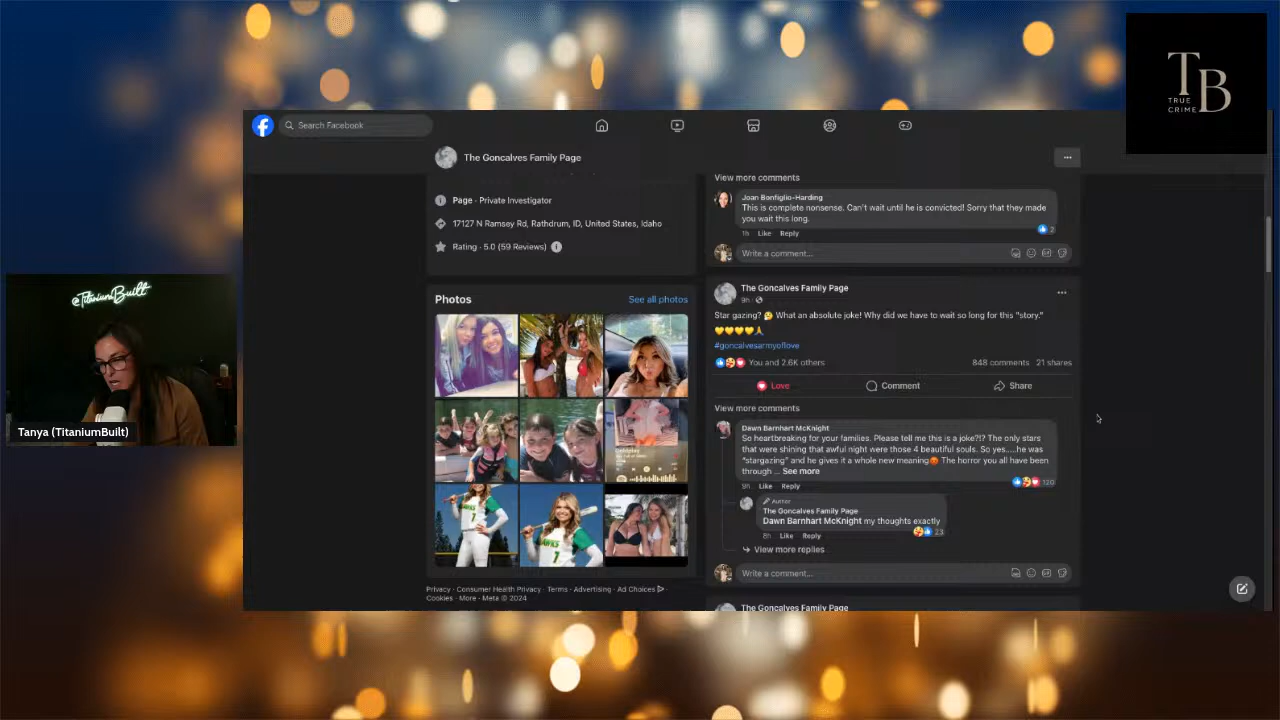 TB
TRUE
CRIME
Search Facebook
The Goncalves Family Page
Page · Private Investigator
17127 N Ramsey Rd, Rathdrum, ID, United States, Idaho
Rating · 5.0 (59 Reviews)
Photos
See all photos
Privacy · Consumer Health Privacy · Terms · Advertising · Ad Choices ·
Cookies · More · Meta © 2024
View more comments
Joan Bonfiglio-Harding
This is complete nonsense. Can't wait until he is convicted! Sorry that they made
you wait this long.
2
1h Like Reply
Write a comment...
The Goncalves Family Page
9h ·
Star gazing? 🤔 What an absolute joke! Why did we have to wait so long for this "story."
💛💛💛💛🙏
#goncalvesarmyoflove
You and 2.6K others
848 comments 21 shares
Love Comment Share
View more comments
Dawn Barnhart McKnight
So heartbreaking for your families. Please tell me this is a joke?!? The only stars
that were shining that awful night were those 4 beautiful souls. So yes.....he was
"stargazing" and he gives it a whole new meaning😡 The horror you all have been
through ... See more
120
9h Like Reply
Author
The Goncalves Family Page
Dawn Barnhart McKnight my thoughts exactly
23
8h Like Reply
View more replies
Write a comment...
The Goncalves Family Page
@TitaniumBuilt
Tanya (TitaniumBuilt)